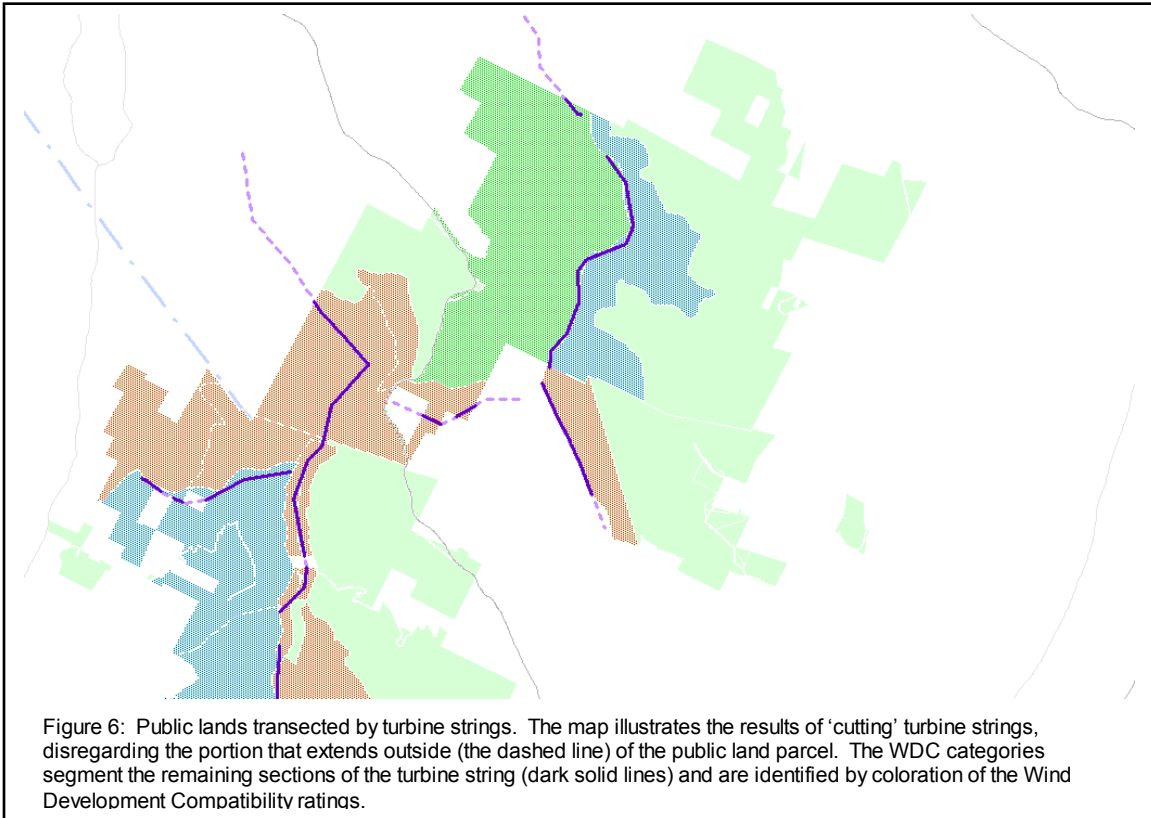 Figure 6:  Public lands transected by turbine strings.  The map illustrates the results of ‘cutting’ turbine strings,
disregarding the portion that extends outside (the dashed line) of the public land parcel.  The WDC categories
segment the remaining sections of the turbine string (dark solid lines) and are identified by coloration of the Wind
Development Compatibility ratings.